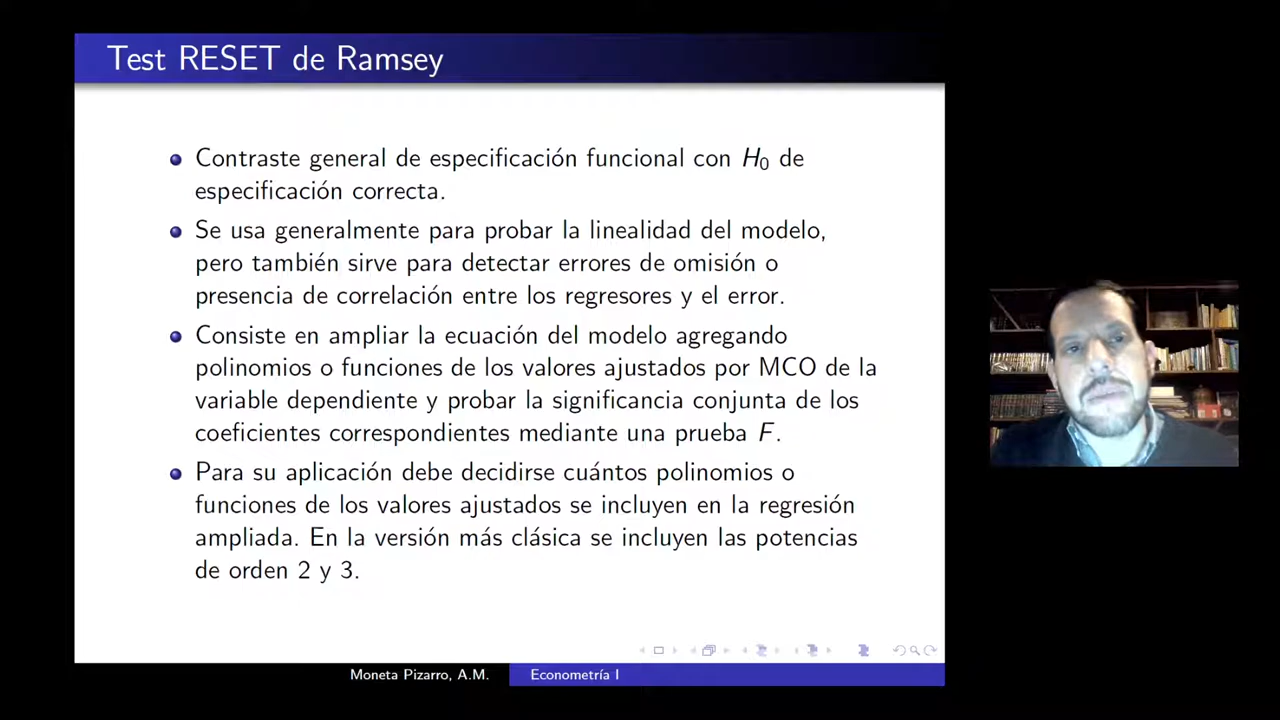 Test RESET de Ramsey
Contraste general de especificación funcional con H0 de
especificación correcta.
Se usa generalmente para probar la linealidad del modelo,
pero también sirve para detectar errores de omisión o
presencia de correlación entre los regresores y el error.
Consiste en ampliar la ecuación del modelo agregando
polinomios o funciones de los valores ajustados por MCO de la
variable dependiente y probar la significancia conjunta de los
coeficientes correspondientes mediante una prueba F.
Para su aplicación debe decidirse cuántos polinomios o
funciones de los valores ajustados se incluyen en la regresión
ampliada. En la versión más clásica se incluyen las potencias
de orden 2 y 3.
Moneta Pizarro, A.M.
Econometría I